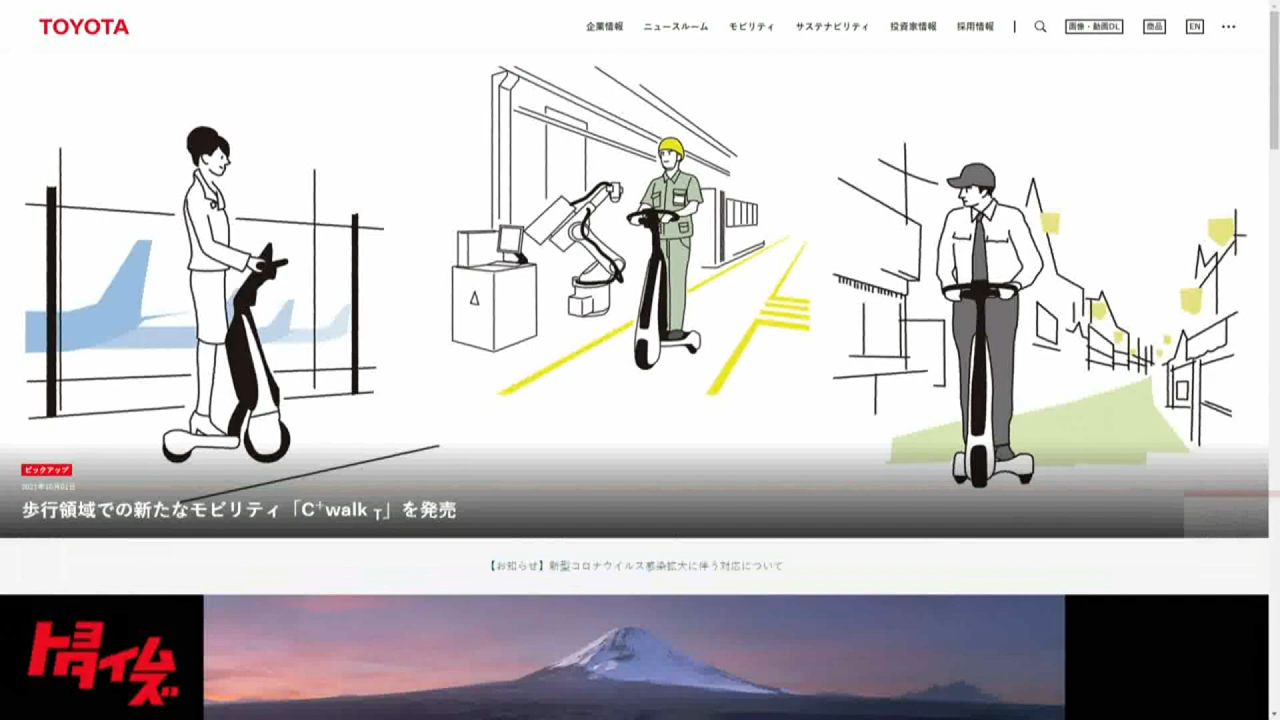 TOYOTA
企業情報 ニュースルーム モビリティ サステナビリティ 投資家情報 採用情報 | 画像・動画DL 商品 EN ···
ピックアップ
2021年10月01日
歩行領域での新たなモビリティ「C⁺walk T」を発売
【お知らせ】新型コロナウイルス感染拡大に伴う対応について
トヨタイムズ